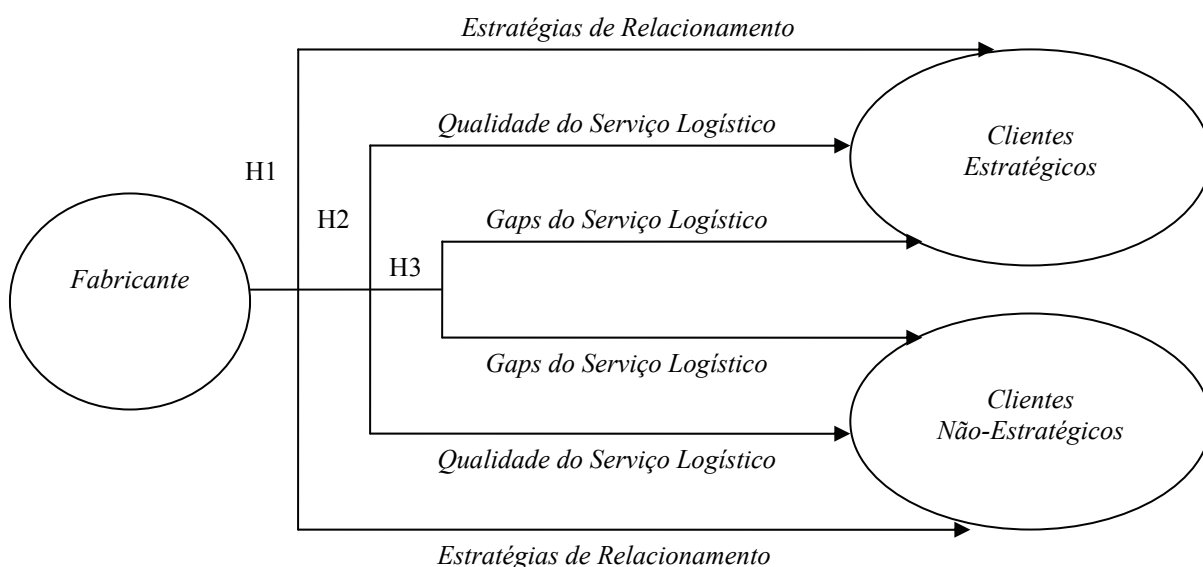 Estratégias de Relacionamento
Qualidade do Serviço Logístico
Clientes
Estratégicos
H1
H2
Gaps do Serviço Logístico
H3
Fabricante
Gaps do Serviço Logístico
Clientes
Não-Estratégicos
Qualidade do Serviço Logístico
Estratégias de Relacionamento